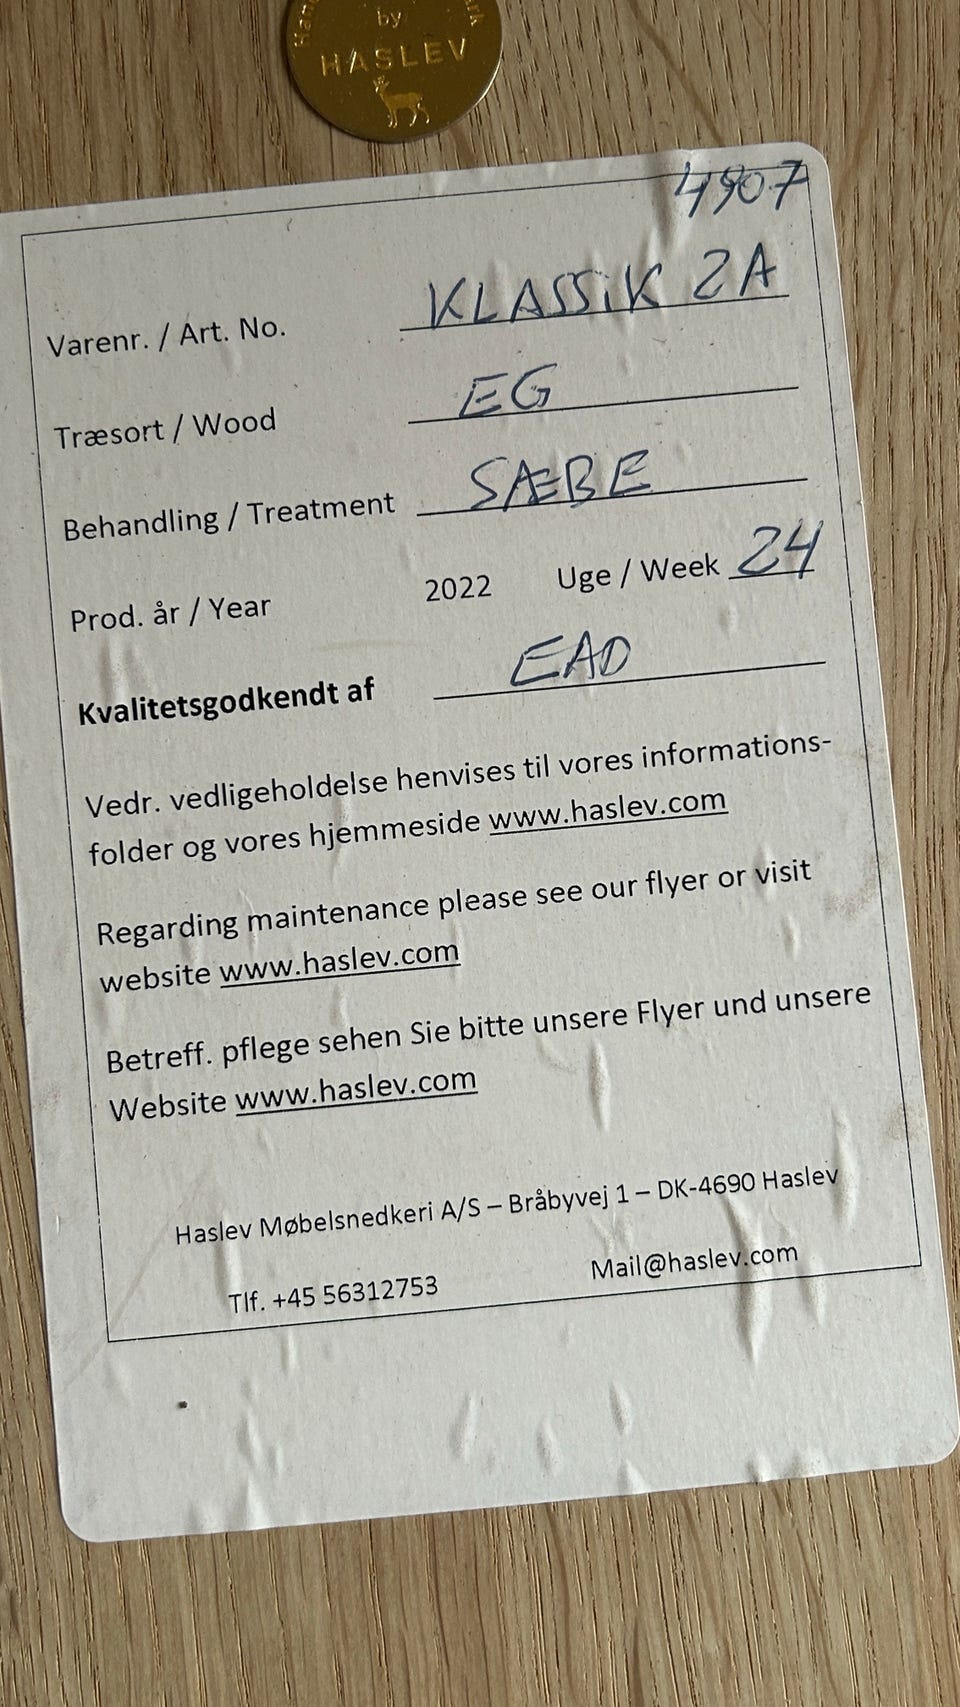 by
HASLEV
4907
Varenr. / Art. No. KLASSiK 2A
Træsort / Wood EG
Behandling / Treatment SÆBE
Prod. år / Year 2022 Uge / Week 24
Kvalitetsgodkendt af EAD
Vedr. vedligeholdelse henvises til vores informations-
folder og vores hjemmeside www.haslev.com
Regarding maintenance please see our flyer or visit
website www.haslev.com
Betreff. pflege sehen Sie bitte unsere Flyer und unsere
Website www.haslev.com
Haslev Møbelsnedkeri A/S – Bråbyvej 1 – DK-4690 Haslev
Tlf. +45 56312753 Mail@haslev.com